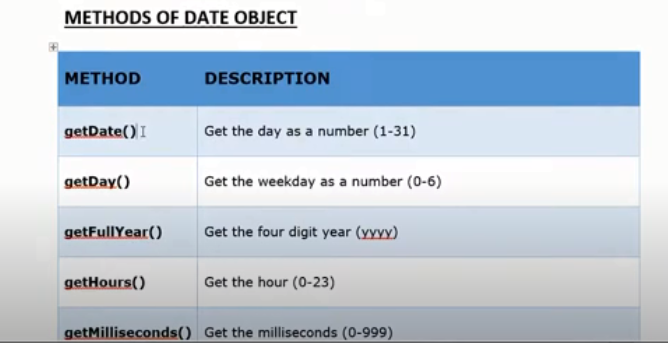 METHODS OF DATE OBJECT
METHOD DESCRIPTION
getDate() Get the day as a number (1-31)
getDay() Get the weekday as a number (0-6)
getFullYear() Get the four digit year (yyyy)
getHours() Get the hour (0-23)
getMilliseconds() Get the milliseconds (0-999)